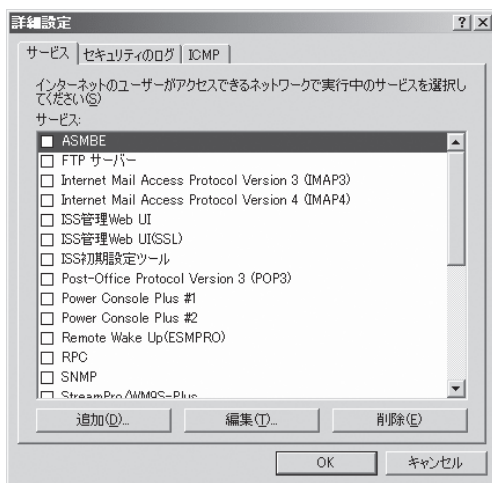 詳細設定
サービス セキュリティのログ ICMP
インターネットのユーザーがアクセスできるネットワークで実行中のサービスを選択し
てください(S)
サービス:
ASMBE
FTP サーバー
Internet Mail Access Protocol Version 3 (IMAP3)
Internet Mail Access Protocol Version 4 (IMAP4)
ISS管理Web UI
ISS管理Web UI(SSL)
ISS初期設定ツール
Post-Office Protocol Version 3 (POP3)
Power Console Plus #1
Power Console Plus #2
Remote Wake Up(ESMPRO)
RPC
SNMP
StreamPro/WM9S-Plus
追加(D)... 編集(T)... 削除(E)
OK キャンセル